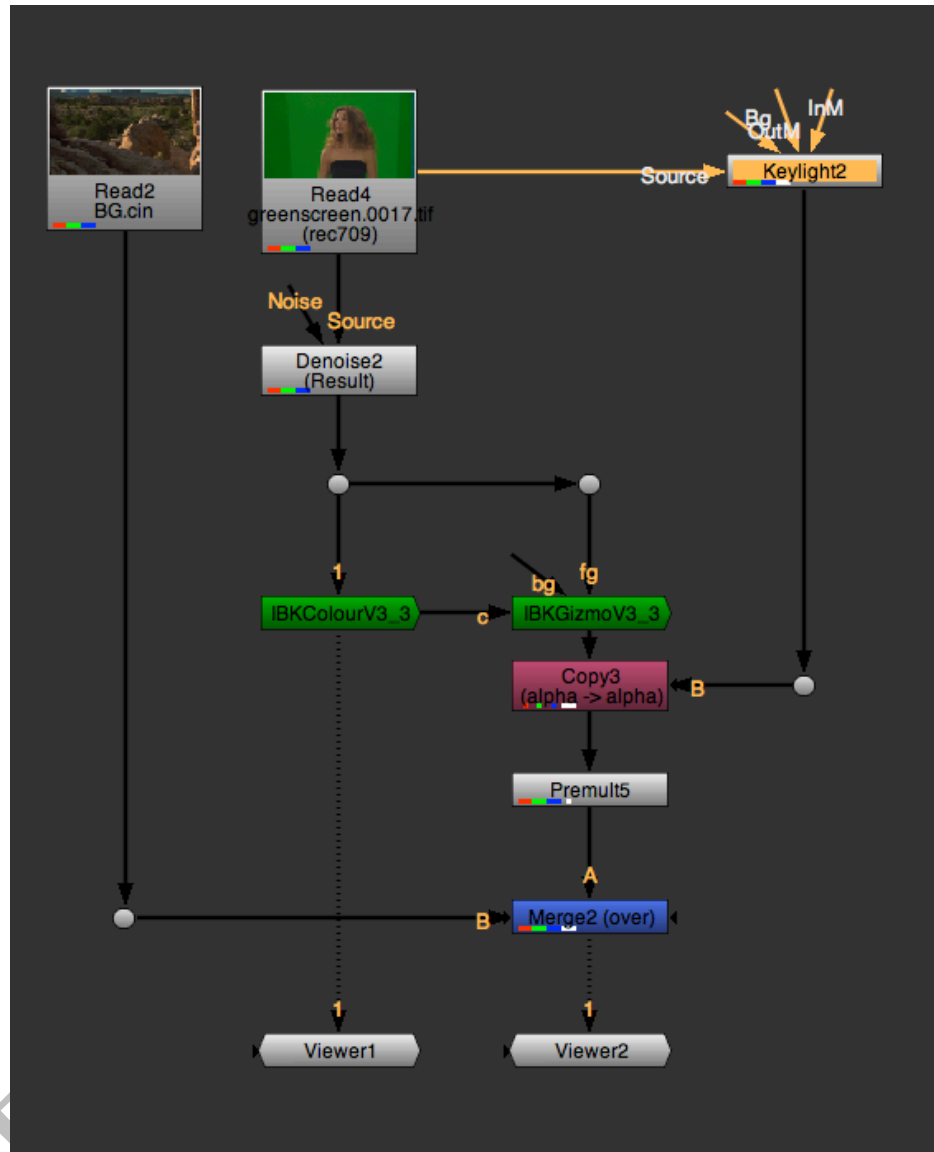 Read2
BG.cin
Read4
greenscreen.0017.tif
(rec709)
Bg
OutM
InM
Source
Keylight2
Noise
Source
Denoise2
(Result)
1
bg
fg
IBKColourV3_3
c
IBKGizmoV3_3
Copy3
(alpha -> alpha)
B
Premult5
A
B
Merge2 (over)
1
1
Viewer1
Viewer2